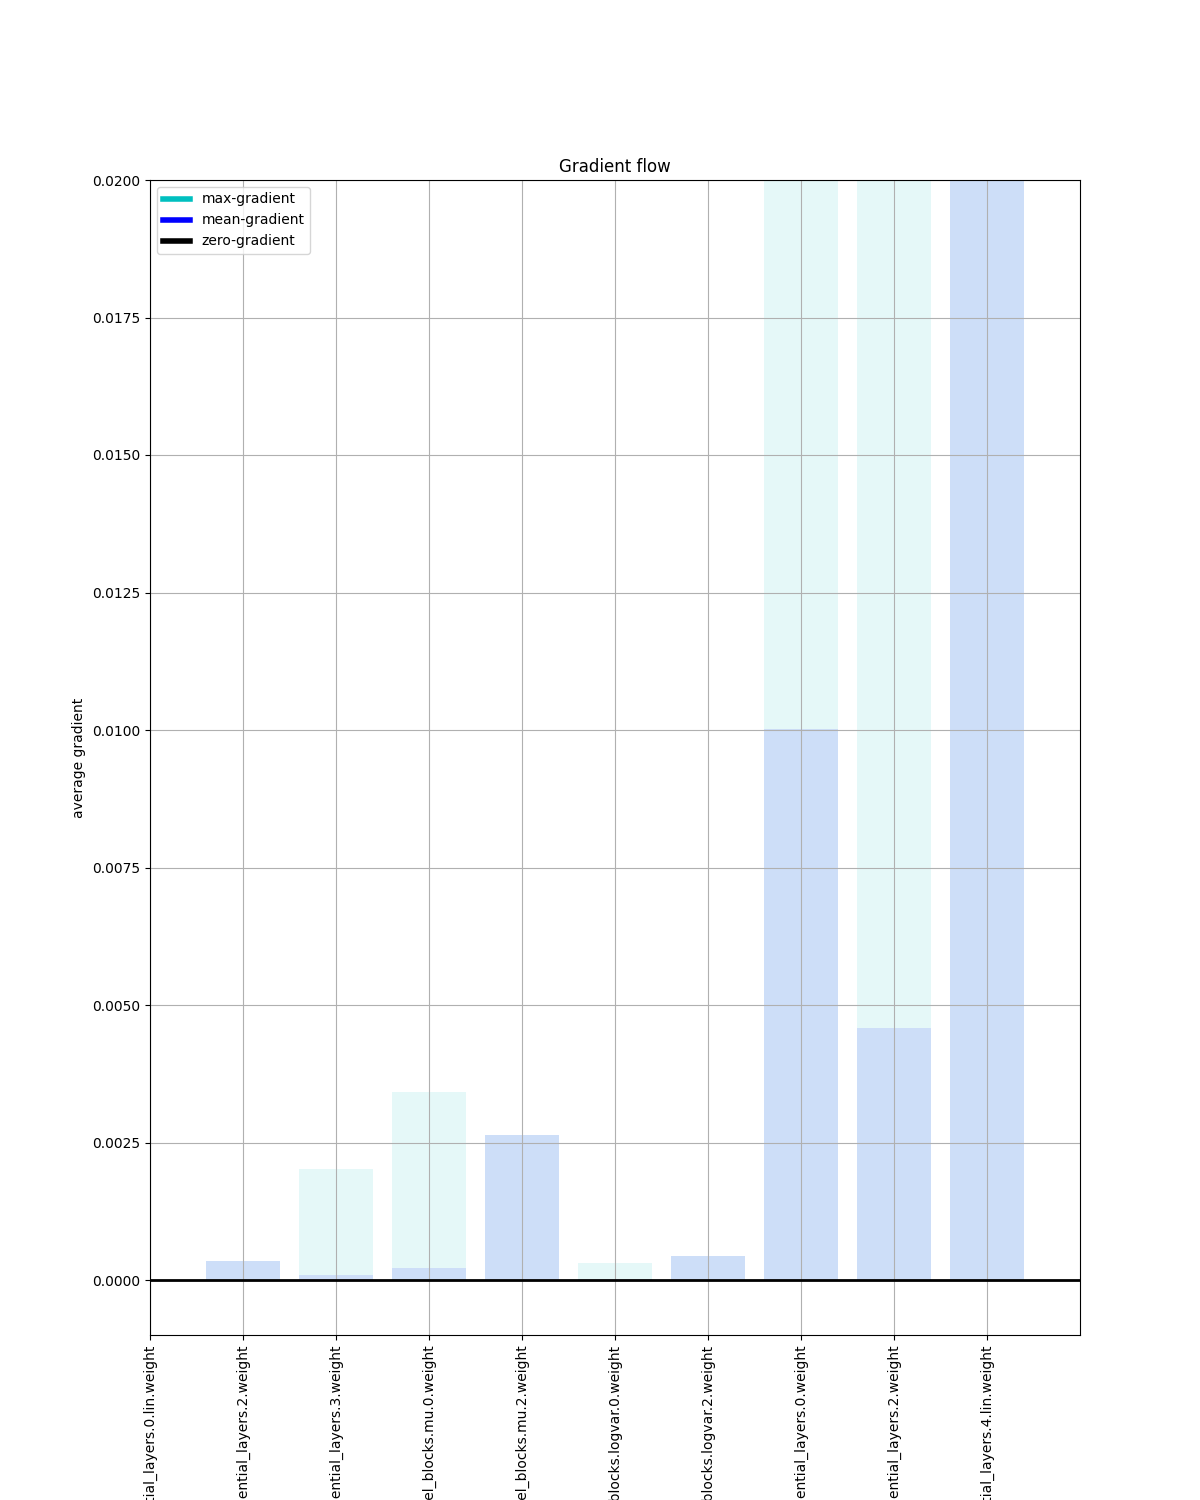 Gradient flow
max-gradient
mean-gradient
zero-gradient
0.0200
0.0175
0.0150
0.0125
0.0100
0.0075
0.0050
0.0025
0.0000
average gradient
tial_layers.0.lin.weight
ential_layers.2.weight
ential_layers.3.weight
el_blocks.mu.0.weight
el_blocks.mu.2.weight
blocks.logvar.0.weight
blocks.logvar.2.weight
ential_layers.0.weight
ential_layers.2.weight
tial_layers.4.lin.weight